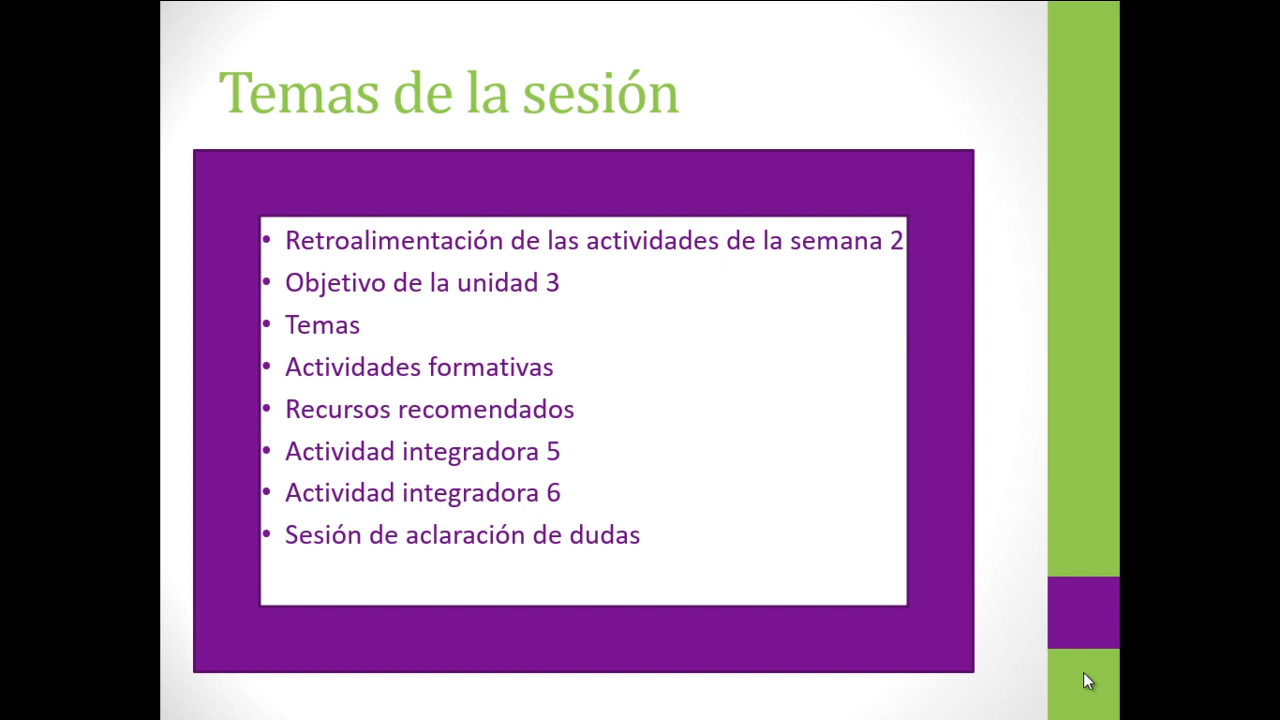 Temas de la sesión
• Retroalimentación de las actividades de la semana 2
• Objetivo de la unidad 3
• Temas
• Actividades formativas
• Recursos recomendados
• Actividad integradora 5
• Actividad integradora 6
• Sesión de aclaración de dudas